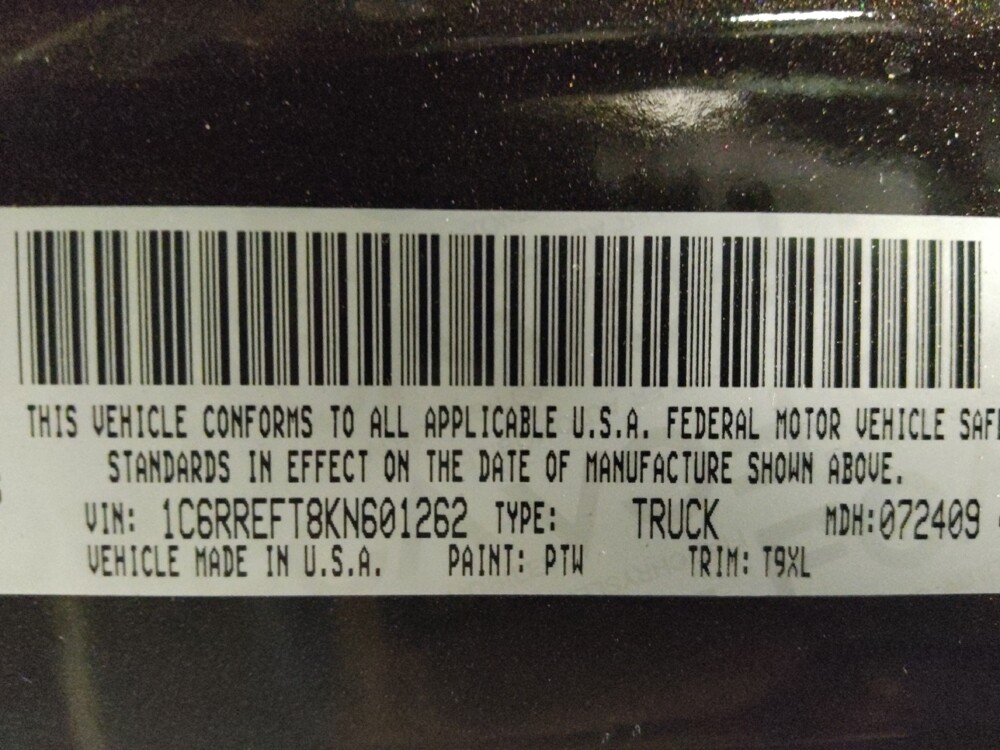 THIS VEHICLE CONFORMS TO ALL APPLICABLE U.S.A. FEDERAL MOTOR VEHICLE SAF
STANDARDS IN EFFECT ON THE DATE OF MANUFACTURE SHOWN ABOVE.
VIN: 1C6RREFT8KN601262 TYPE: TRUCK MDH:072409
VEHICLE MADE IN U.S.A. PAINT: PTW TRIM: T9XL